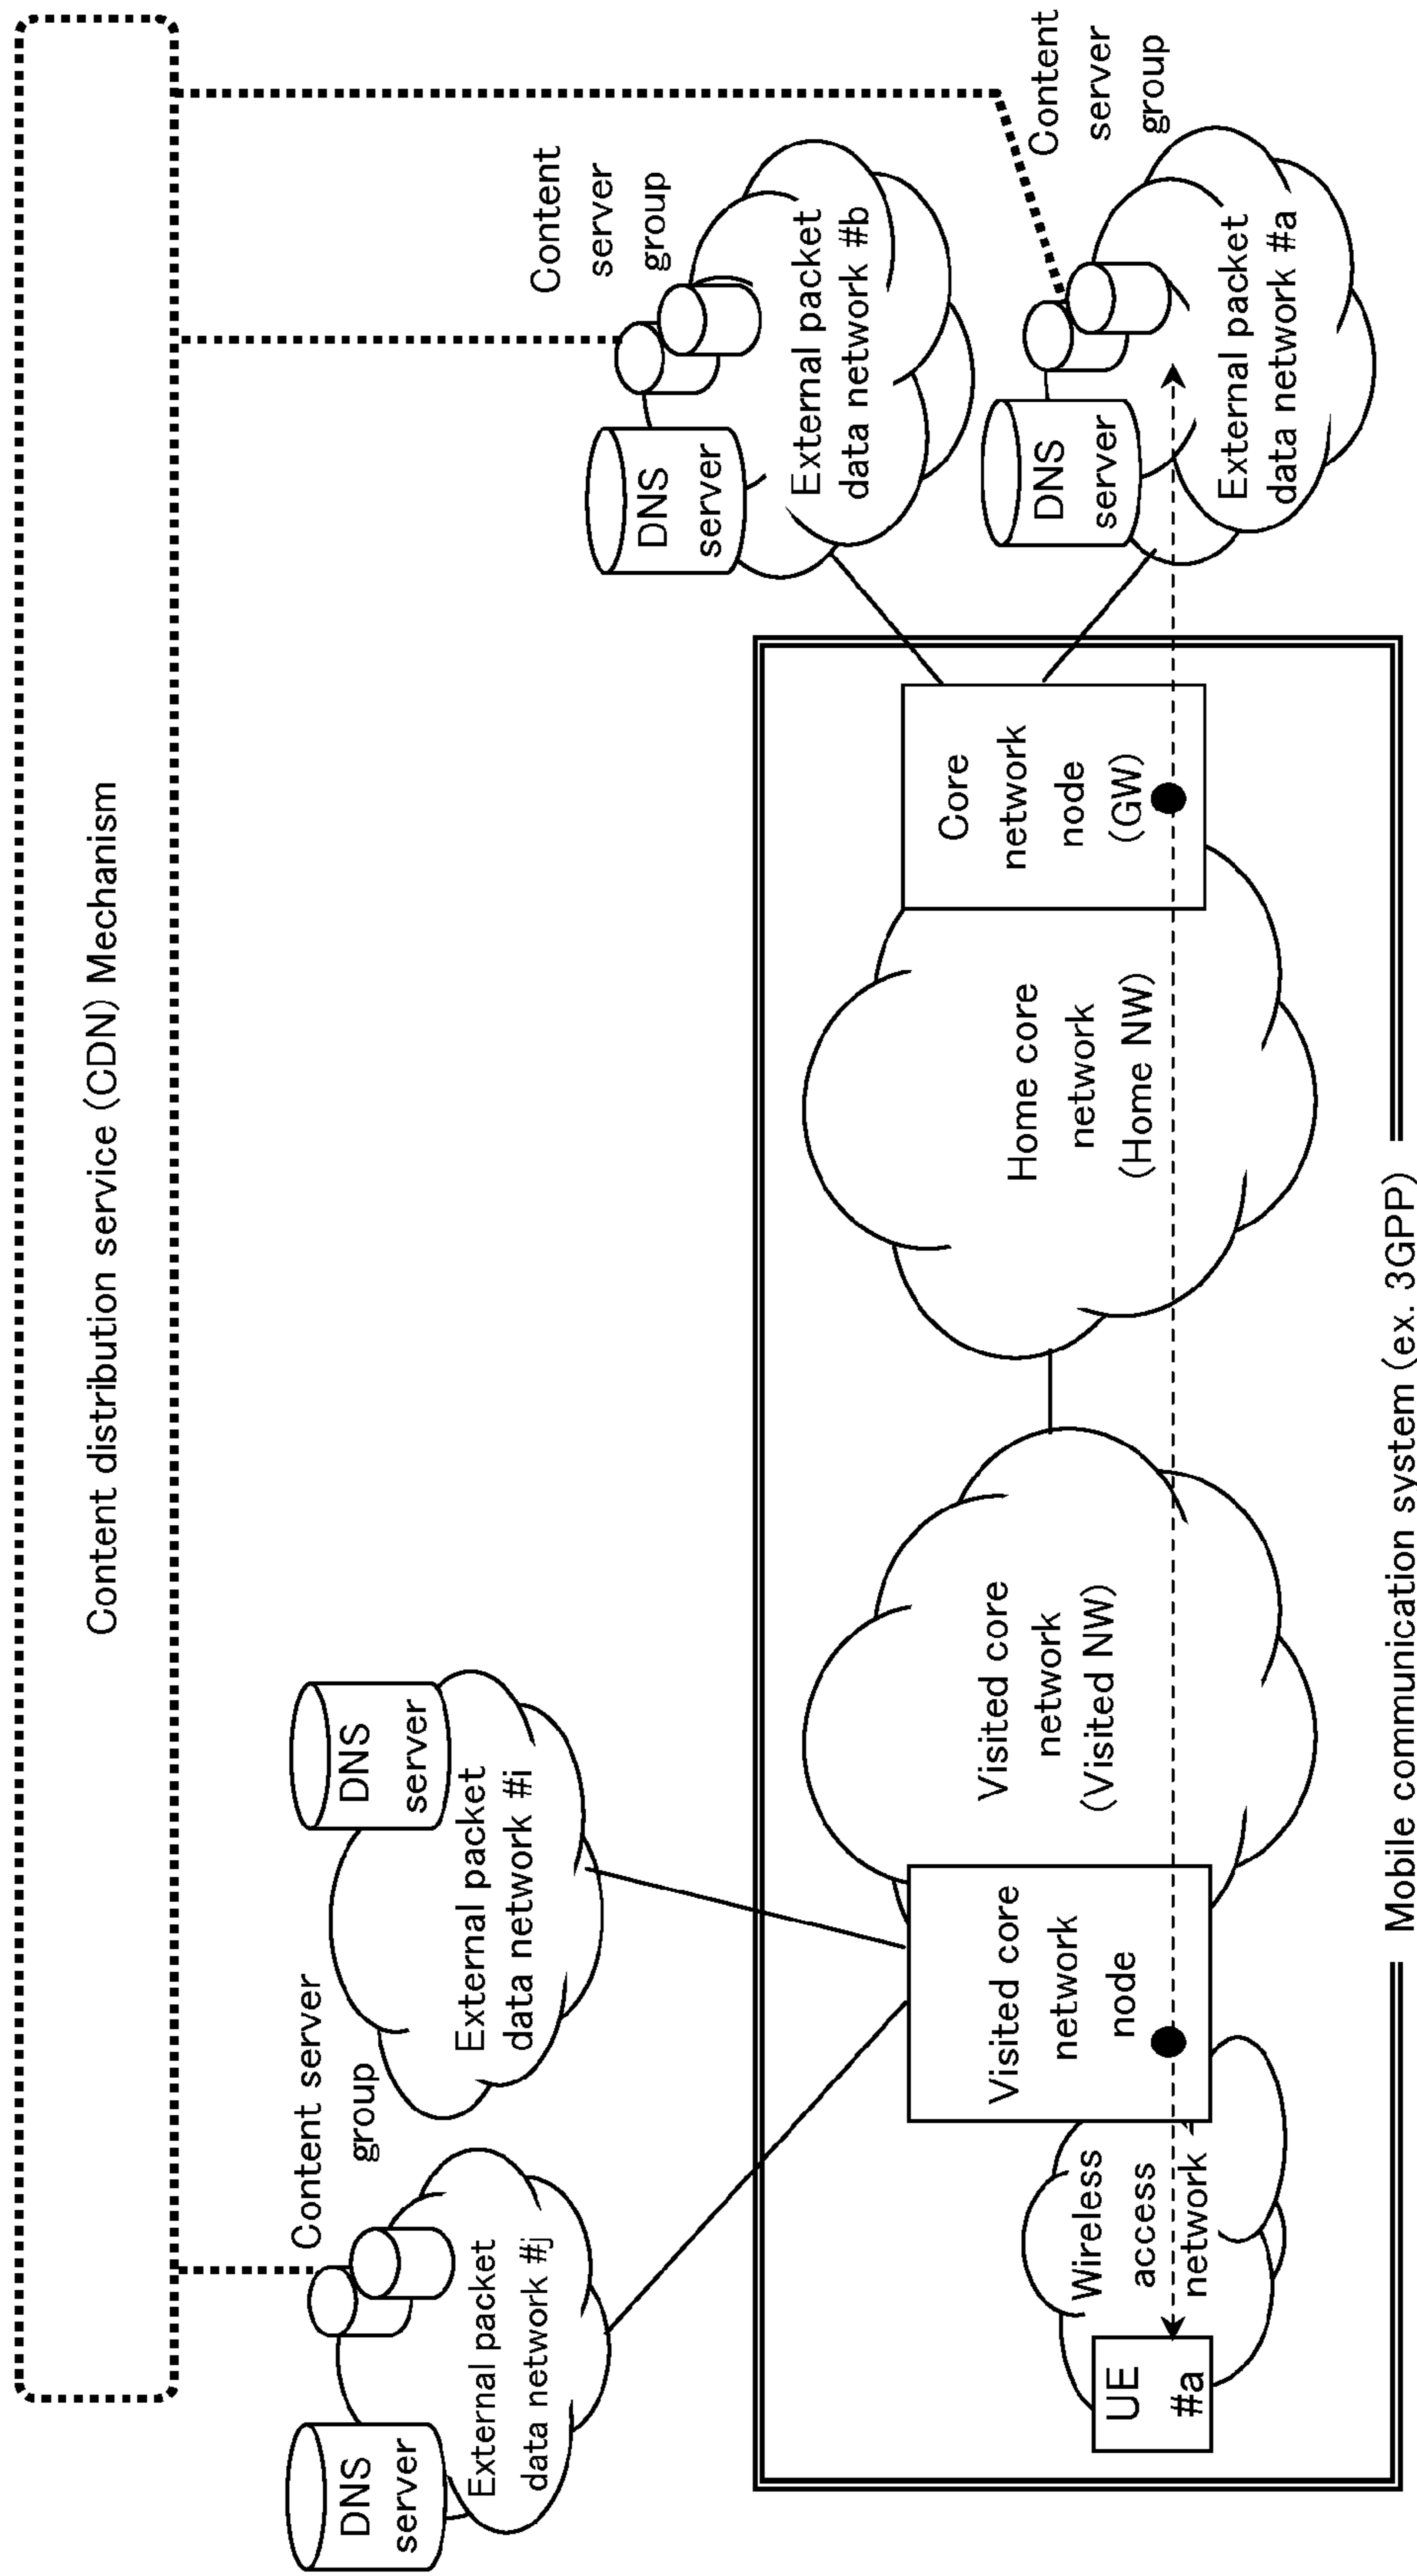 Content distribution service (CDN) Mechanism
DNS
server
External packet
data network #j
Content server
group
DNS
server
External packet
data network #i
Content
server
group
DNS
server
External packet
data network #b
Content
server
group
DNS
server
External packet
data network #a
UE
#a
Wireless
access
network
Visited core
network
node
Visited core
network
(Visited NW)
Home core
network
(Home NW)
Core
network
node
(GW)
Mobile communication system (ex. 3GPP)